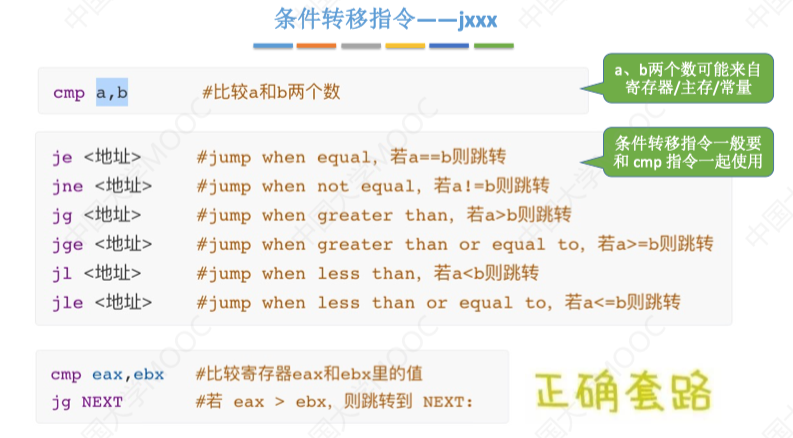 条件转移指令——jxxx
cmp a,b #比较a和b两个数
a、b两个数可能来自
寄存器/主存/常量
条件转移指令一般要
和 cmp 指令一起使用
je <地址> #jump when equal，若a==b则跳转
jne <地址> #jump when not equal，若a!=b则跳转
jg <地址> #jump when greater than，若a>b则跳转
jge <地址> #jump when greater than or equal to，若a>=b则跳转
jl <地址> #jump when less than，若a<b则跳转
jle <地址> #jump when less than or equal to，若a<=b则跳转
cmp eax,ebx #比较寄存器eax和ebx里的值
jg NEXT #若 eax > ebx，则跳转到 NEXT:
正确套路
中国大学MOOC